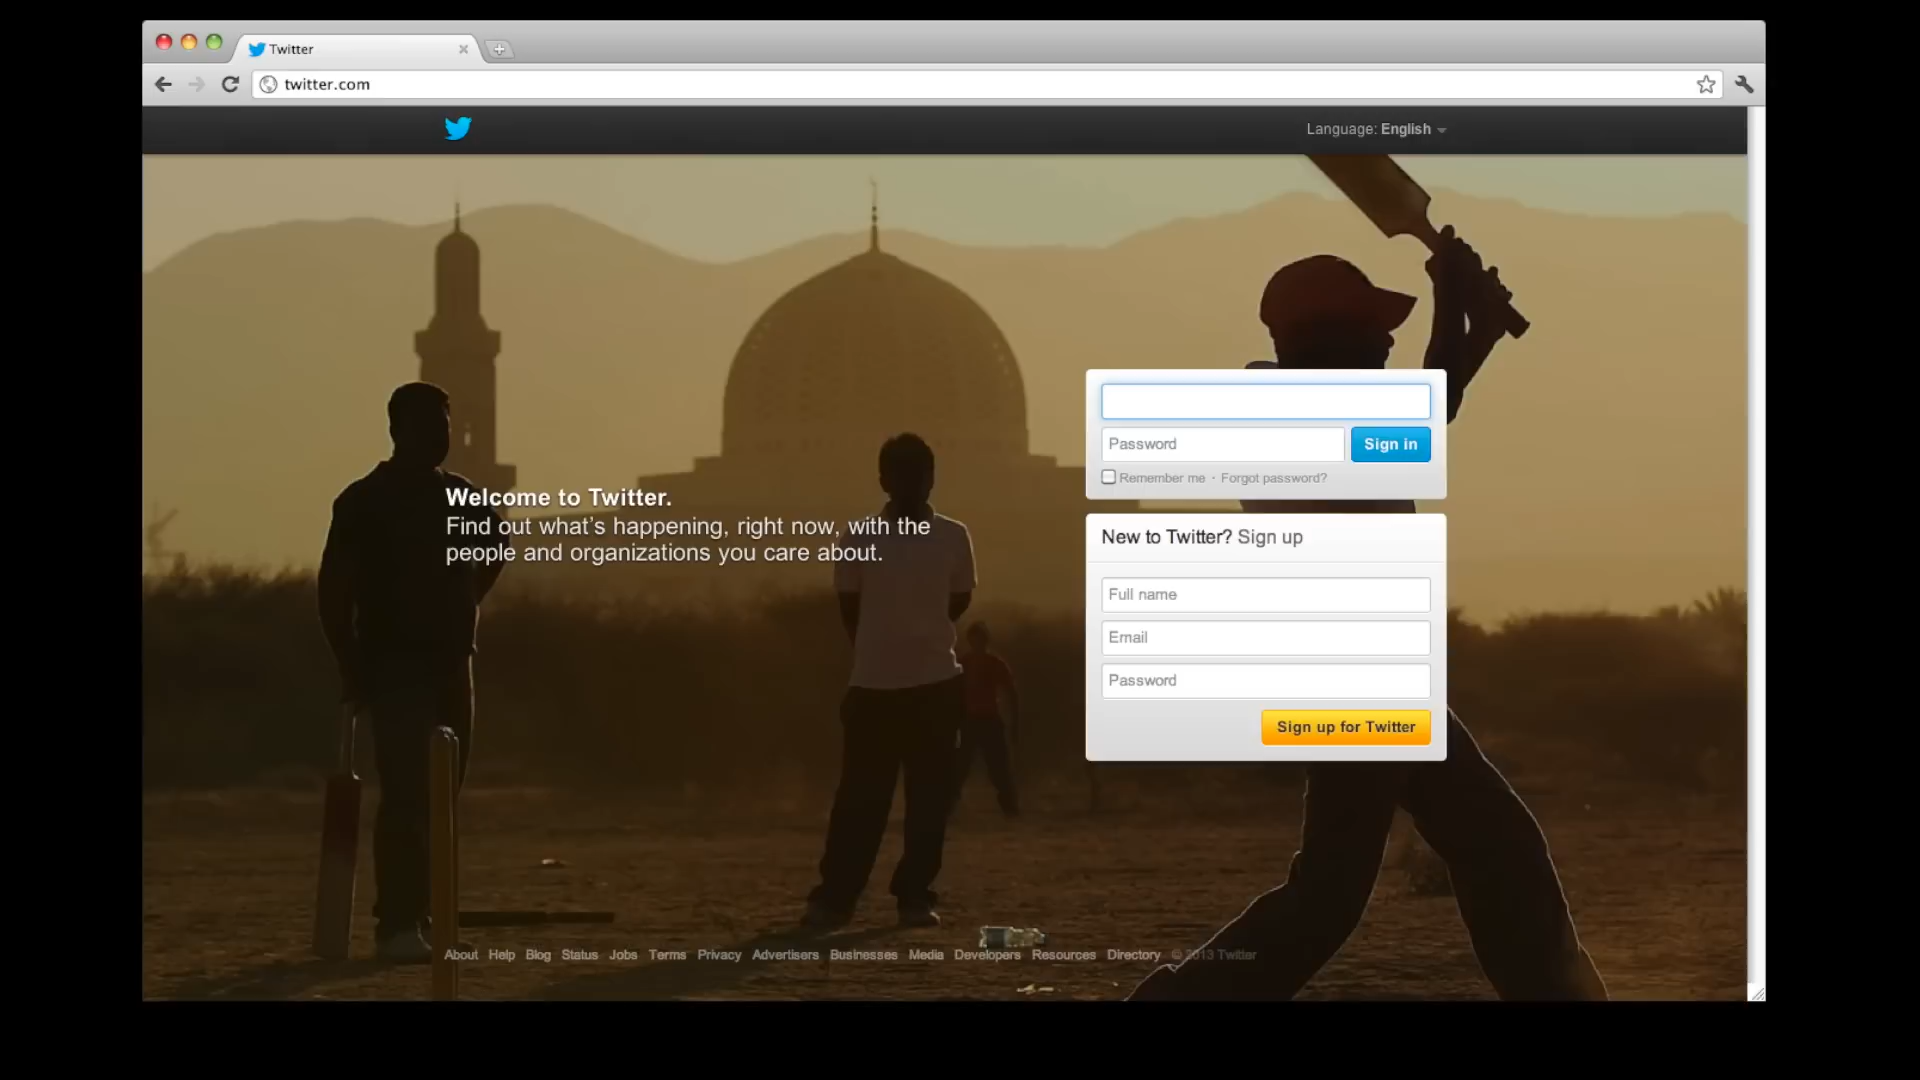 Twitter
twitter.com
Language: English
Welcome to Twitter.
Find out what's happening, right now, with the
people and organizations you care about.
Password
Sign in
Remember me · Forgot password?
New to Twitter? Sign up
Full name
Email
Password
Sign up for Twitter
About Help Blog Status Jobs Terms Privacy Advertisers Businesses Media Developers Resources Directory © 2013 Twitter